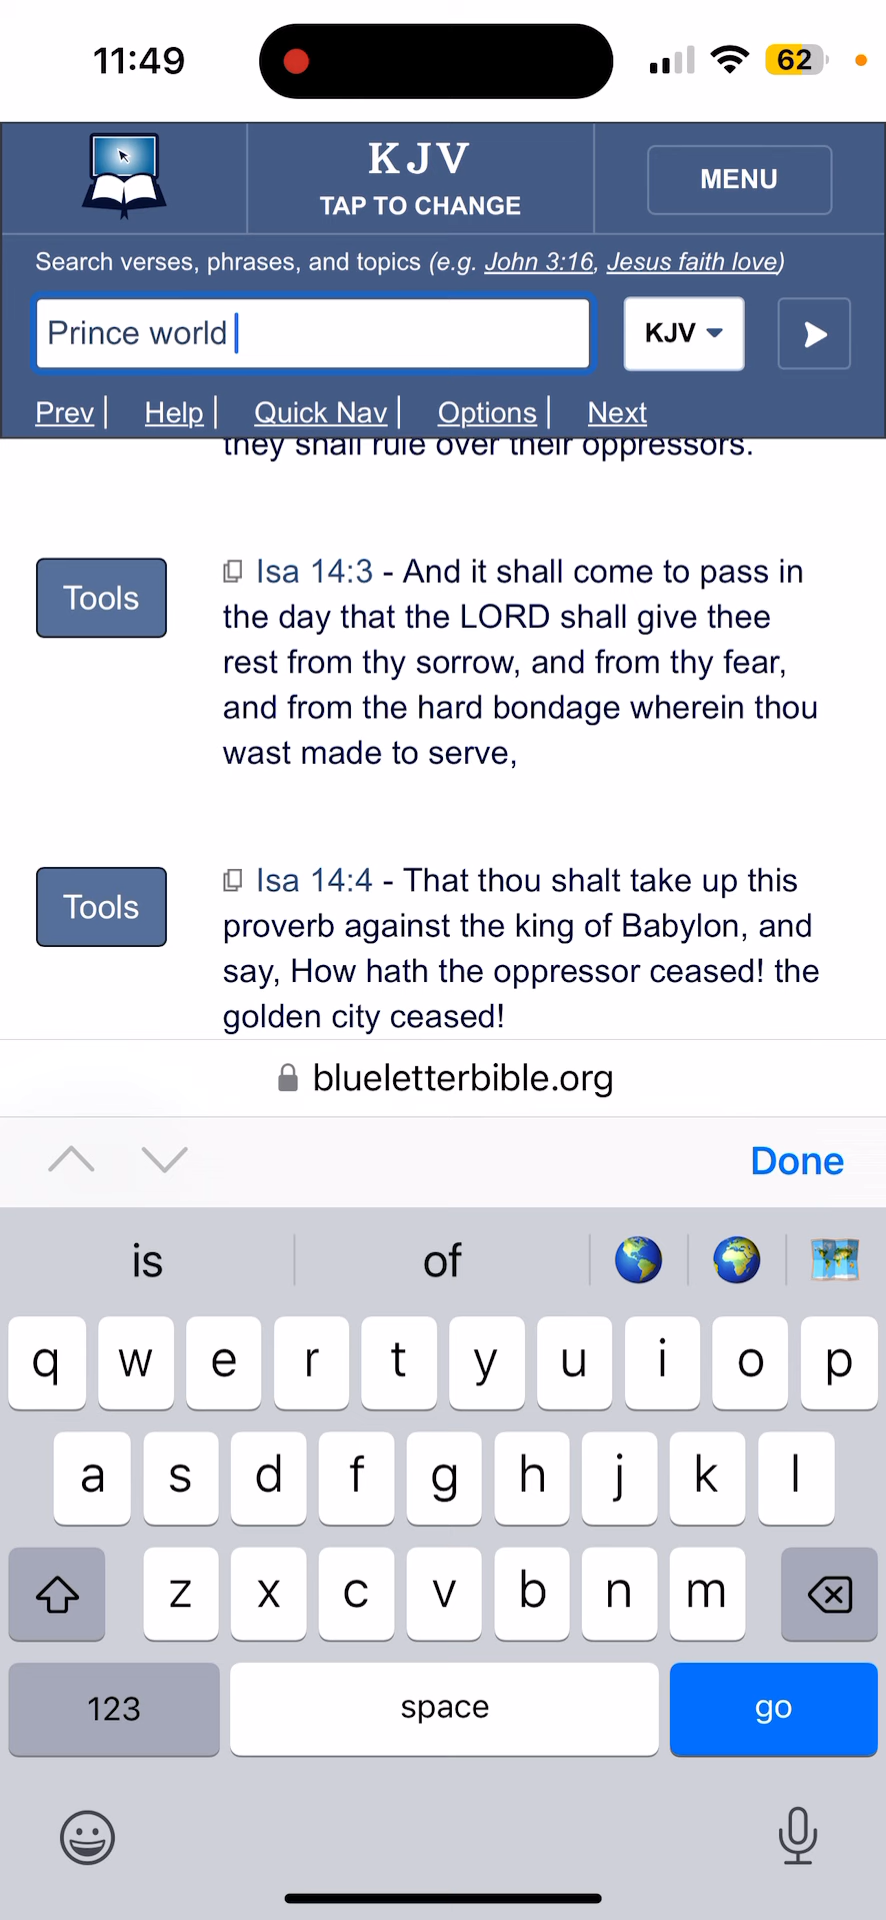 11:49
62
KJV
TAP TO CHANGE
MENU
Search verses, phrases, and topics (e.g. John 3:16, Jesus faith love)
Prince world
KJV
Prev | Help | Quick Nav | Options | Next
they shall rule over their oppressors.
Tools
Isa 14:3 - And it shall come to pass in
the day that the LORD shall give thee
rest from thy sorrow, and from thy fear,
and from the hard bondage wherein thou
wast made to serve,
Tools
Isa 14:4 - That thou shalt take up this
proverb against the king of Babylon, and
say, How hath the oppressor ceased! the
golden city ceased!
blueletterbible.org
Done
is of
q w e r t y u i o p
a s d f g h j k l
z x c v b n m
123 space go